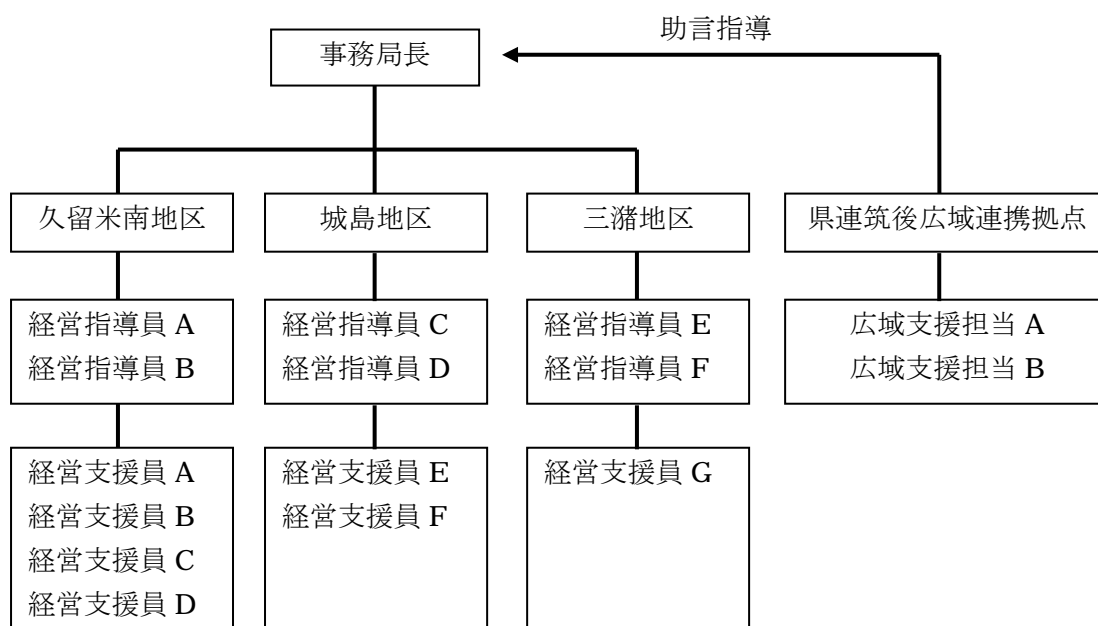 助言指導
事務局長
久留米南地区
城島地区
三潴地区
県連筑後広域連携拠点
経営指導員 A
経営指導員 B
経営指導員 C
経営指導員 D
経営指導員 E
経営指導員 F
広域支援担当 A
広域支援担当 B
経営支援員 A
経営支援員 B
経営支援員 C
経営支援員 D
経営支援員 E
経営支援員 F
経営支援員 G